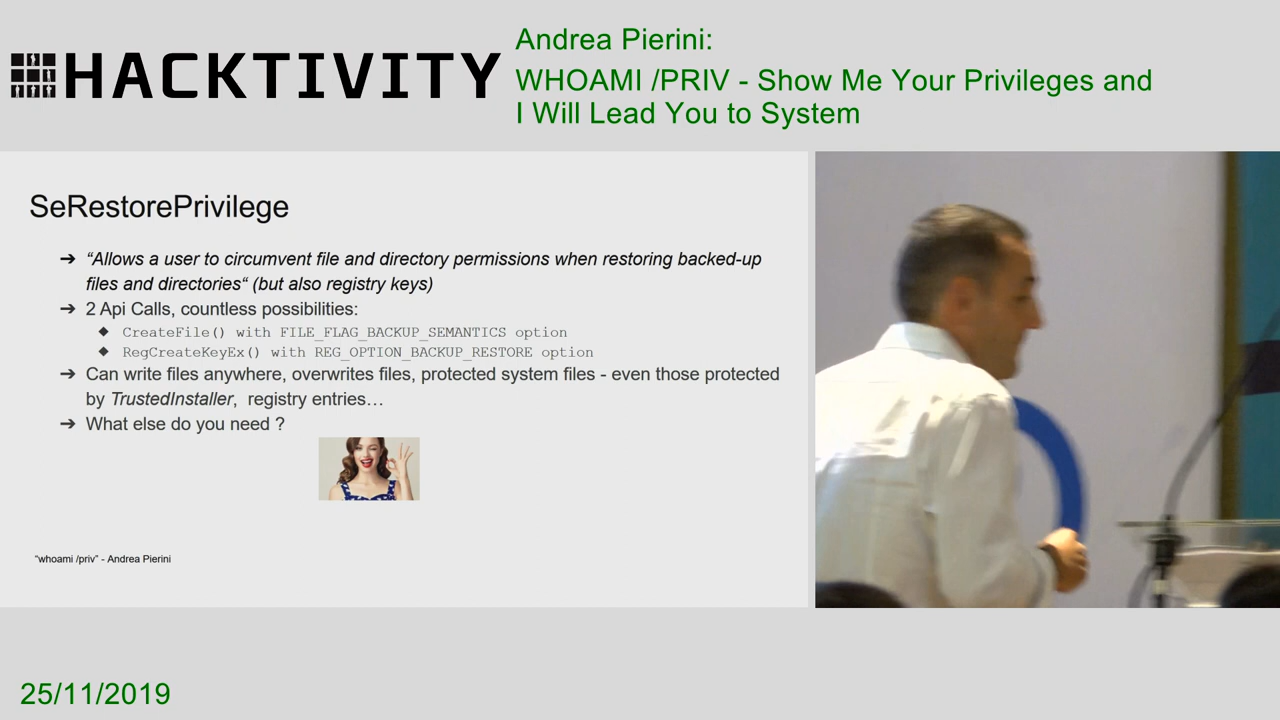 HACKTIVITY
Andrea Pierini:
WHOAMI /PRIV - Show Me Your Privileges and
I Will Lead You to System
SeRestorePrivilege
➔ “Allows a user to circumvent file and directory permissions when restoring backed-up
files and directories“ (but also registry keys)
➔ 2 Api Calls, countless possibilities:
◆ CreateFile() with FILE_FLAG_BACKUP_SEMANTICS option
◆ RegCreateKeyEx() with REG_OPTION_BACKUP_RESTORE option
➔ Can write files anywhere, overwrites files, protected system files - even those protected
by TrustedInstaller, registry entries…
➔ What else do you need ?
“whoami /priv” - Andrea Pierini
25/11/2019